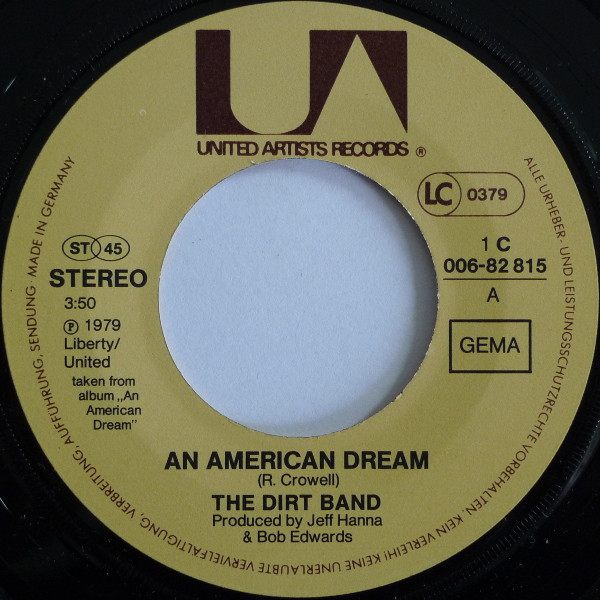 UA
UNITED ARTISTS RECORDS ®
LC 0379
1 C
006-82 815
A
GEMA
ST 45
STEREO
3:50
Ⓟ 1979
Liberty/
United
taken from
album „An
American
Dream”
AN AMERICAN DREAM
(R. Crowell)
THE DIRT BAND
Produced by Jeff Hanna
& Bob Edwards
ALLE URHEBER- UND LEISTUNGSSCHUTZRECHTE VORBEHALTEN. KEIN VERLEIH! KEINE UNERLAUBTE VERVIELFÄLTIGUNG, VERBREITUNG, AUFFÜHRUNG, SENDUNG · MADE IN GERMANY